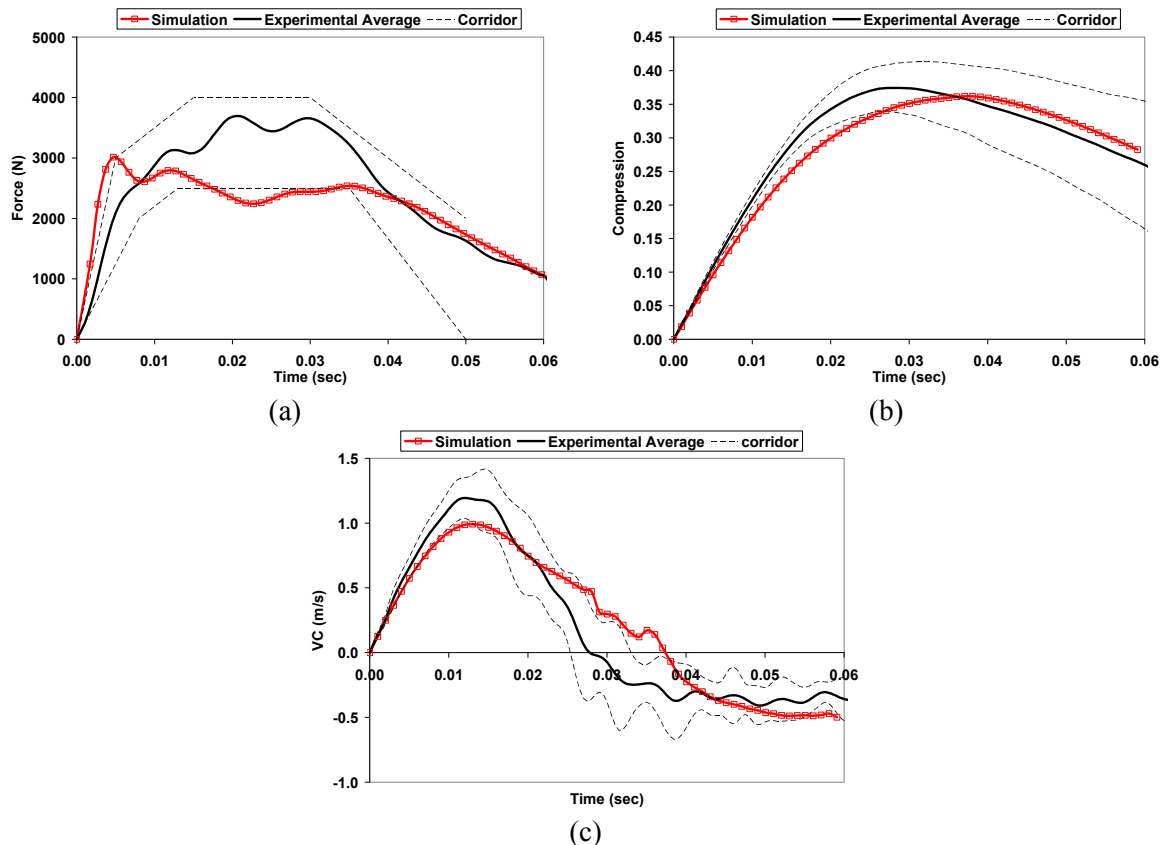 Simulation Experimental Average Corridor
5000
4000
3000
2000
1000
0
Force (N)
0.00 0.01 0.02 0.03 0.04 0.05 0.06
Time (sec)
(a)
Simulation Experimental Average Corridor
0.45
0.40
0.35
0.30
0.25
0.20
0.15
0.10
0.05
0.00
Compression
0.00 0.01 0.02 0.03 0.04 0.05 0.06
Time (sec)
(b)
Simulation Experimental Average corridor
1.5
1.0
0.5
0.0
-0.5
-1.0
VC (m/s)
0.00 0.01 0.02 0.03 0.04 0.05 0.06
Time (sec)
(c)